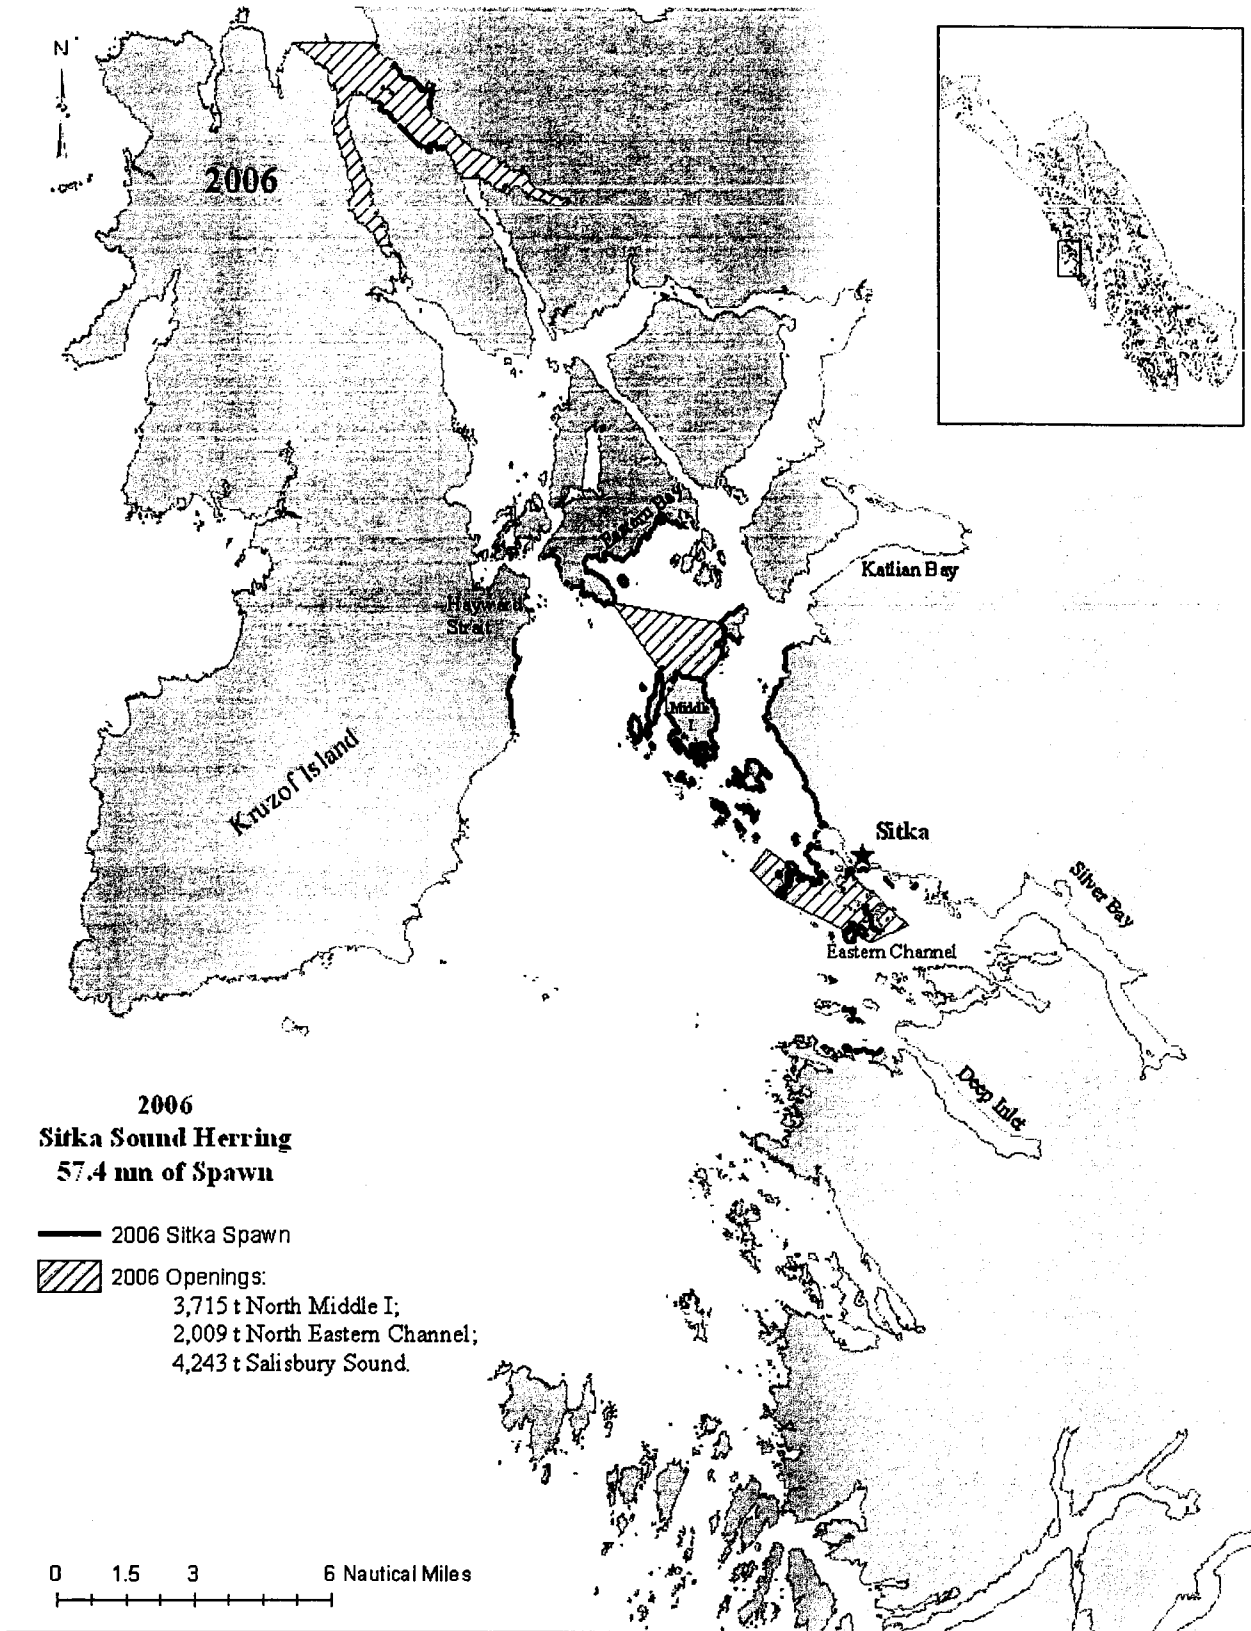 N
2006
Eastern Bay
Katlian Bay
Hayward
Strait
Middle
I.
Kruzof Island
Sitka
Silver Bay
Eastern Channel
Deep Inlet
2006
Sitka Sound Herring
57.4 nm of Spawn
2006 Sitka Spawn
2006 Openings:
3,715 t North Middle I;
2,009 t North Eastern Channel;
4,243 t Salisbury Sound.
0 1.5 3 6 Nautical Miles